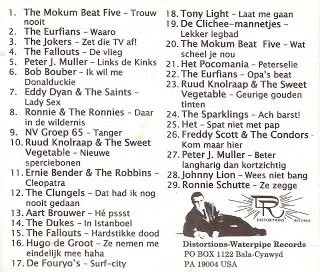 1. The Mokum Beat Five – Trouw
nooit
2. The Eurfians – Waaro
3. The Jokers – Zet die TV af!
4. The Fallouts – De vlieg
5. Peter J. Muller – Links de Kinks
6. Bob Bouber – Ik wil me
Donalduckie
7. Eddy Dyan & The Saints –
Lady Sex
8. Ronnie & The Ronnies – Daar
in de wildernis
9. NV Groep 65 – Tanger
10. Ruud Knolraap & The Sweet
Vegetable – Nieuwe
sperciebonen
11. Ernie Bender & The Robbins –
Cleopatra
12. The Clungels – Dat had ik nog
nooit gedaan
13. Aart Brouwer – Hé pssst
14. The Dukes – In Istanboel
15. The Fallouts – Hardstikke dood
16. Hugo de Groot – Ze nemen me
eindelijk mee haha
17. De Fouryo's – Surf-city
18. Tony Light – Laat me gaan
19. De Clichee-mannetjes –
Lekker legbad
20. The Mokum Beat Five – Wat
scheel je nou
21. Het Pocomania – Peterselie
22. The Eurfians – Opa's beat
23. Ruud Knolraap & The Sweet
Vegetable – Geurige gouden
tinten
24. The Sparklings – Ach barst!
25. Het – Spat niet met pap
26. Freddy Scott & The Condors -
Kom maar hier
27. Peter J. Muller – Beter
langharig dan kortzichtig
28. Johnny Lion – Wees niet bang
29. Ronnie Schutte – Ze zegge
DISTORTIONS
Distortions-Waterpipe Records
PO BOX 1122 Bala-Cynwyd
PA 19004 USA